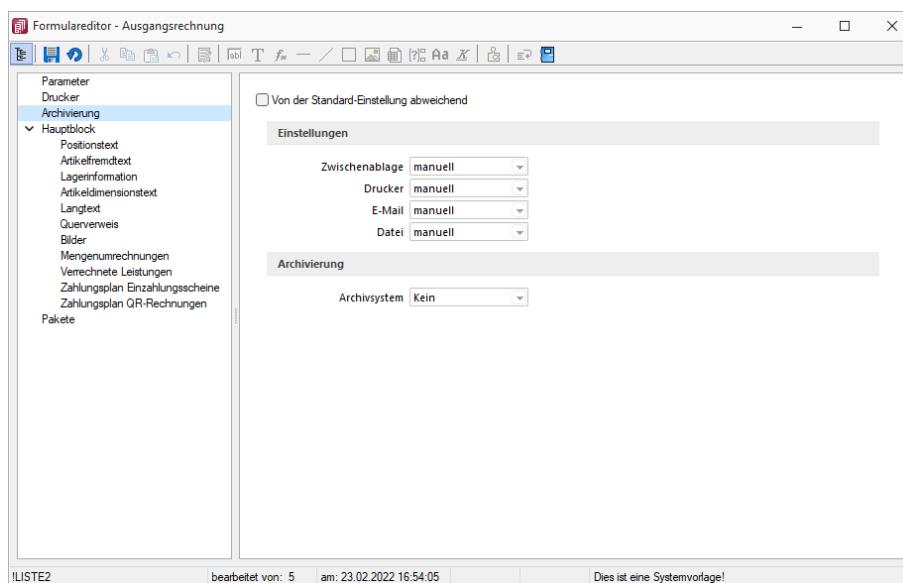 Formulareditor - Ausgangsrechnung
Parameter
Drucker
Archivierung
Hauptblock
Positionstext
Artikelfremdtext
Lagerinformation
Artikeldimensionstext
Langtext
Querverweis
Bilder
Mengenumrechnungen
Verrechnete Leistungen
Zahlungsplan Einzahlungsscheine
Zahlungsplan QR-Rechnungen
Pakete
Von der Standard-Einstellung abweichend
Einstellungen
Zwischenablage manuell
Drucker manuell
E-Mail manuell
Datei manuell
Archivierung
Archivsystem Kein
!LISTE2 bearbeitet von: 5 am: 23.02.2022 16:54:05 Dies ist eine Systemvorlage!